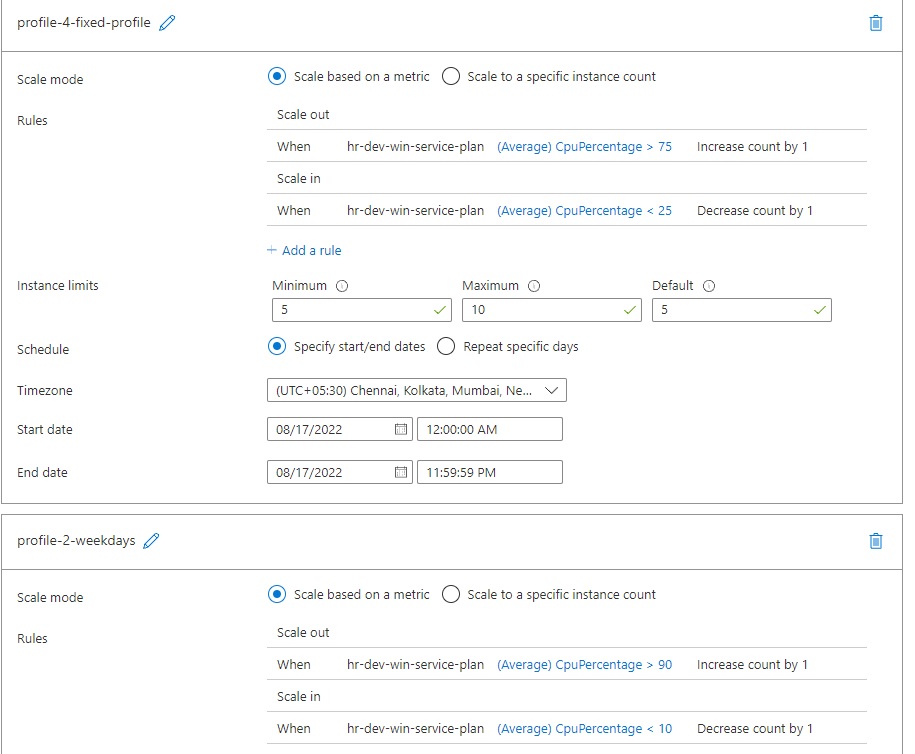 profile-4-fixed-profile
Scale mode
Scale based on a metric Scale to a specific instance count
Rules
Scale out
When hr-dev-win-service-plan (Average) CpuPercentage > 75 Increase count by 1
Scale in
When hr-dev-win-service-plan (Average) CpuPercentage < 25 Decrease count by 1
+ Add a rule
Instance limits
Minimum Maximum Default
5 10 5
Schedule
Specify start/end dates Repeat specific days
Timezone
(UTC+05:30) Chennai, Kolkata, Mumbai, Ne...
Start date
08/17/2022 12:00:00 AM
End date
08/17/2022 11:59:59 PM
profile-2-weekdays
Scale mode
Scale based on a metric Scale to a specific instance count
Rules
Scale out
When hr-dev-win-service-plan (Average) CpuPercentage > 90 Increase count by 1
Scale in
When hr-dev-win-service-plan (Average) CpuPercentage < 10 Decrease count by 1